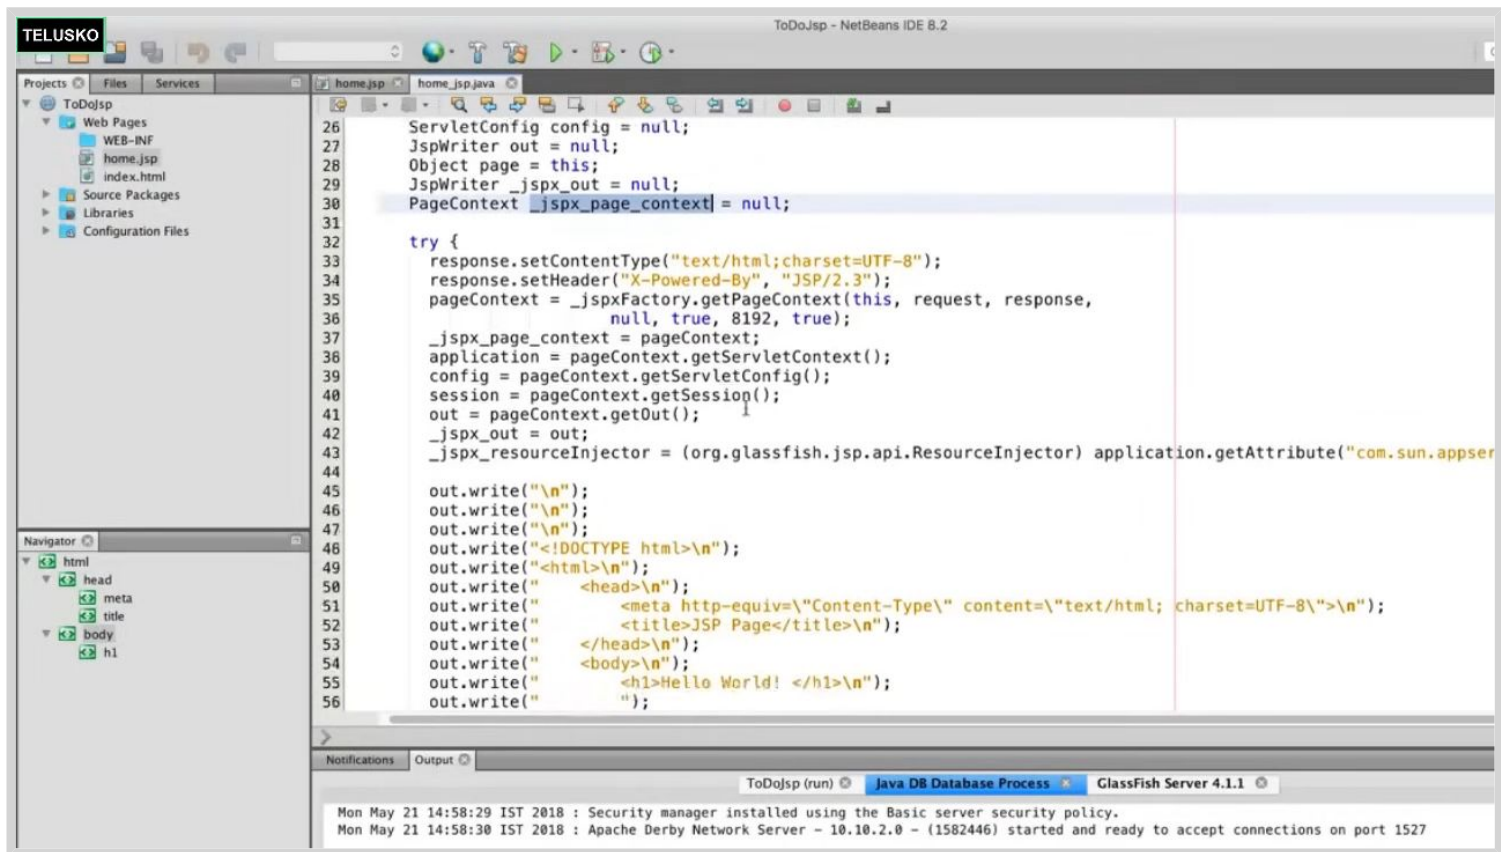 ToDoJsp - NetBeans IDE 8.2
TELUSKO
Projects Files Services
home.jsp home_jsp.java
ToDoJsp
Web Pages
WEB-INF
home.jsp
index.html
Source Packages
Libraries
Configuration Files
26 ServletConfig config = null;
27 JspWriter out = null;
28 Object page = this;
29 JspWriter _jspx_out = null;
30 PageContext _jspx_page_context = null;
31
32 try {
33 response.setContentType("text/html;charset=UTF-8");
34 response.setHeader("X-Powered-By", "JSP/2.3");
35 pageContext = _jspxFactory.getPageContext(this, request, response,
36 null, true, 8192, true);
37 _jspx_page_context = pageContext;
38 application = pageContext.getServletContext();
39 config = pageContext.getServletConfig();
40 session = pageContext.getSession();
41 out = pageContext.getOut();
42 _jspx_out = out;
43 _jspx_resourceInjector = (org.glassfish.jsp.api.ResourceInjector) application.getAttribute("com.sun.appser
44
45 out.write("\n");
46 out.write("\n");
47 out.write("\n");
48 out.write("<!DOCTYPE html>\n");
49 out.write("<html>\n");
50 out.write("    <head>\n");
51 out.write("        <meta http-equiv=\"Content-Type\" content=\"text/html; charset=UTF-8\">\n");
52 out.write("        <title>JSP Page</title>\n");
53 out.write("    </head>\n");
54 out.write("    <body>\n");
55 out.write("        <h1>Hello World! </h1>\n");
56 out.write("        ");
Navigator
html
head
meta
title
body
h1
Notifications Output
ToDoJsp (run) Java DB Database Process GlassFish Server 4.1.1
Mon May 21 14:58:29 IST 2018 : Security manager installed using the Basic server security policy.
Mon May 21 14:58:30 IST 2018 : Apache Derby Network Server - 10.10.2.0 - (1582446) started and ready to accept connections on port 1527